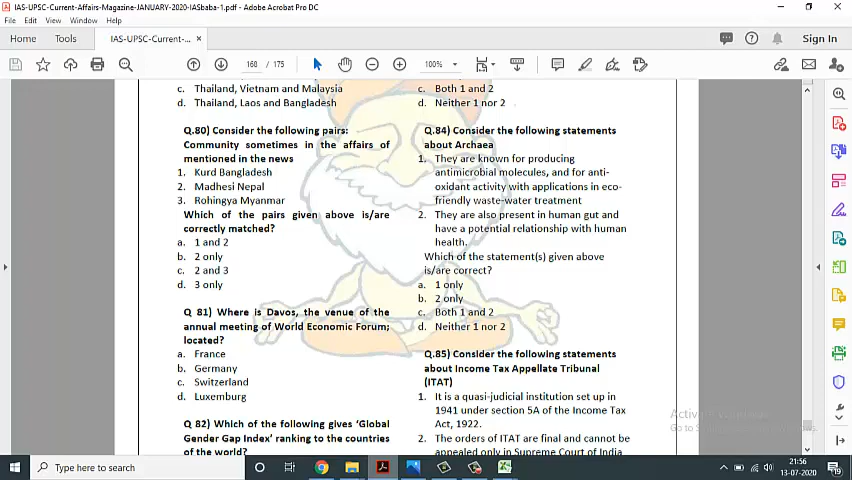 IAS-UPSC-Current-Affairs-Magazine-JANUARY-2020-IASbaba-1.pdf - Adobe Acrobat Pro DC
File Edit View Window Help
Home Tools IAS-UPSC-Current-... × Sign In
168 / 175 100%
c. Thailand, Vietnam and Malaysia
d. Thailand, Laos and Bangladesh
Q.80) Consider the following pairs:
Community sometimes in the affairs of
mentioned in the news
1. Kurd Bangladesh
2. Madhesi Nepal
3. Rohingya Myanmar
Which of the pairs given above is/are
correctly matched?
a. 1 and 2
b. 2 only
c. 2 and 3
d. 3 only
Q 81) Where is Davos, the venue of the
annual meeting of World Economic Forum;
located?
a. France
b. Germany
c. Switzerland
d. Luxemburg
Q 82) Which of the following gives ‘Global
Gender Gap Index’ ranking to the countries
of the world?
c. Both 1 and 2
d. Neither 1 nor 2
Q.84) Consider the following statements
about Archaea
1. They are known for producing
antimicrobial molecules, and for anti-
oxidant activity with applications in eco-
friendly waste-water treatment
2. They are also present in human gut and
have a potential relationship with human
health.
Which of the statement(s) given above
is/are correct?
a. 1 only
b. 2 only
c. Both 1 and 2
d. Neither 1 nor 2
Q.85) Consider the following statements
about Income Tax Appellate Tribunal
(ITAT)
1. It is a quasi-judicial institution set up in
1941 under section 5A of the Income Tax
Act, 1922.
2. The orders of ITAT are final and cannot be
appealed only in Supreme Court of India
Type here to search
21:56
13-07-2020
19